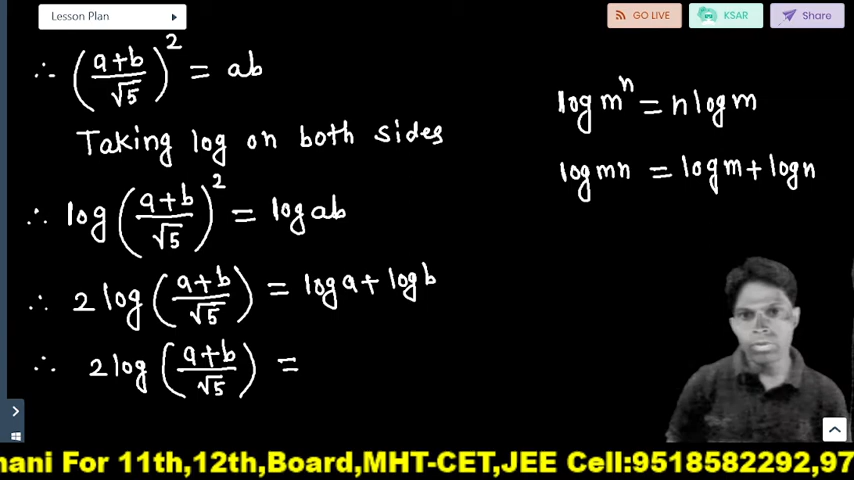 Lesson Plan
GO LIVE
KSAR
Share
∴ ((a+b)/√5)² = ab
Taking log on both sides
∴ log((a+b)/√5)² = log ab
∴ 2 log((a+b)/√5) = log a + log b
∴ 2 log((a+b)/√5) =
log mⁿ = n log m
log mn = log m + log n
For 11th,12th,Board,MHT-CET,JEE Cell:9518582292,97